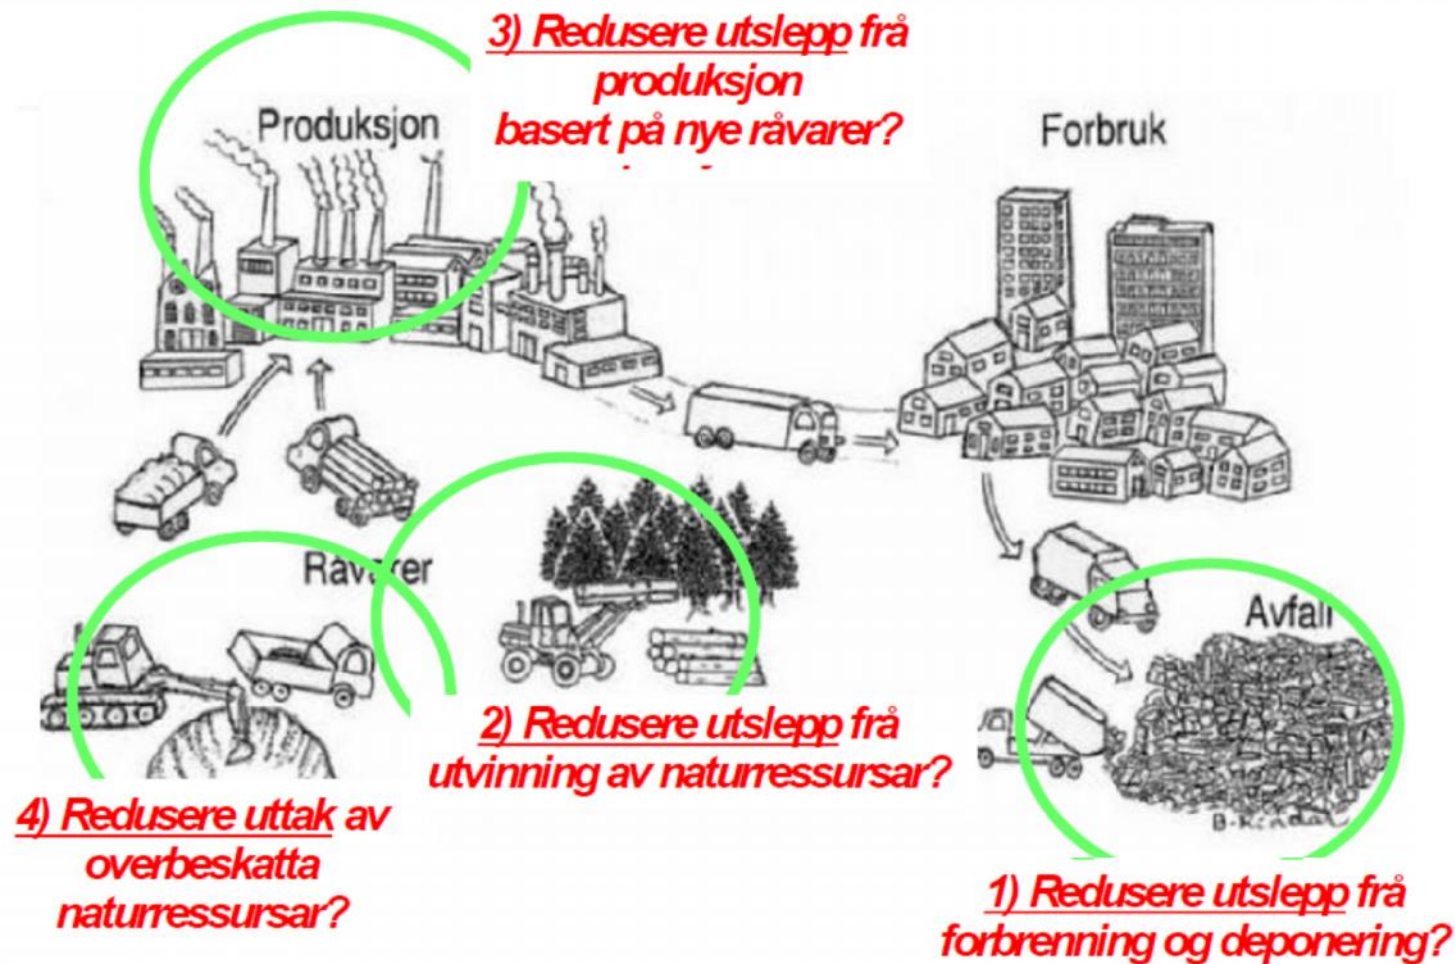 3) Redusere utslepp frå
produksjon
basert på nye råvarer?
Produksjon
Forbruk
Råvarer
Avfall
2) Redusere utslepp frå
utvinning av naturressursar?
4) Redusere uttak av
overbeskatta
naturressursar?
1) Redusere utslepp frå
forbrenning og deponering?